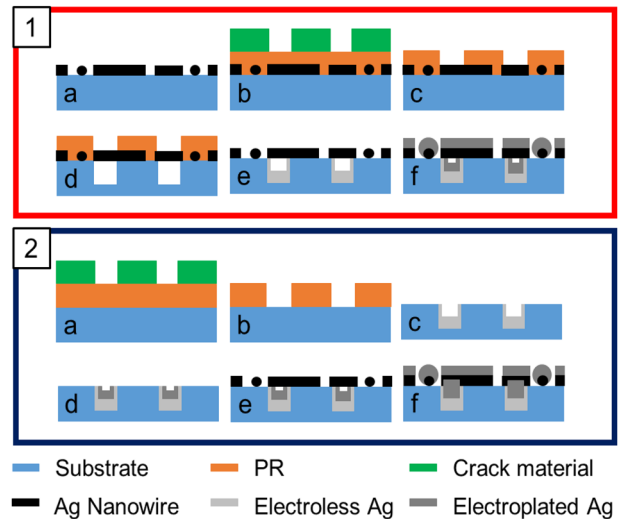 1
a
b
c
d
e
f
2
a
b
c
d
e
f
Substrate PR Crack material
Ag Nanowire Electroless Ag Electroplated Ag